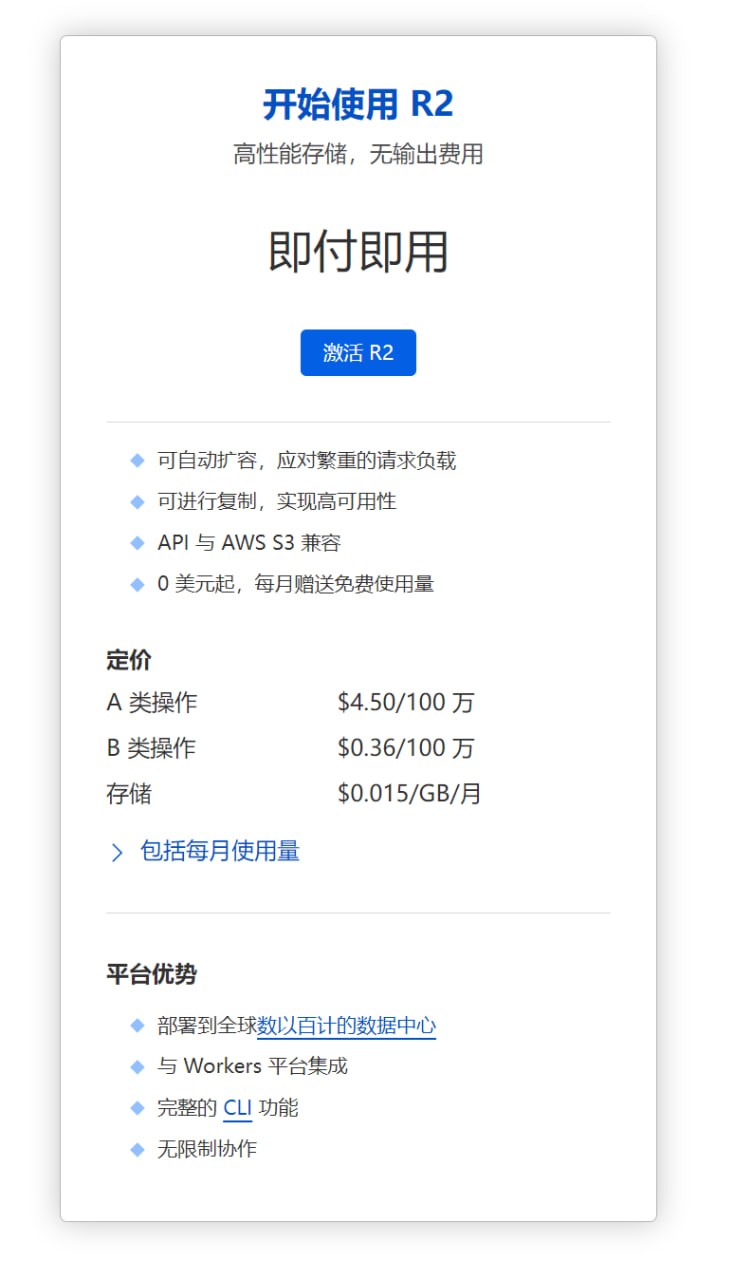 开始使用 R2
高性能存储，无输出费用
即付即用
激活 R2
可自动扩容，应对繁重的请求负载
可进行复制，实现高可用性
API 与 AWS S3 兼容
0 美元起，每月赠送免费使用量
定价
A 类操作 $4.50/100 万
B 类操作 $0.36/100 万
存储 $0.015/GB/月
包括每月使用量
平台优势
部署到全球数以百计的数据中心
与 Workers 平台集成
完整的 CLI 功能
无限制协作